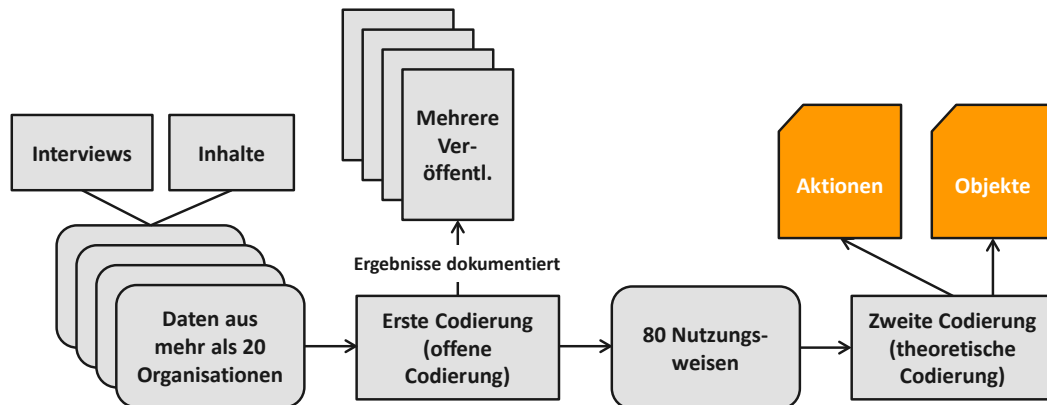 Interviews
Inhalte
Mehrere
Ver-
öffentl.
Aktionen
Objekte
Ergebnisse dokumentiert
Daten aus
mehr als 20
Organisationen
Erste Codierung
(offene
Codierung)
80 Nutzungs-
weisen
Zweite Codierung
(theoretische
Codierung)